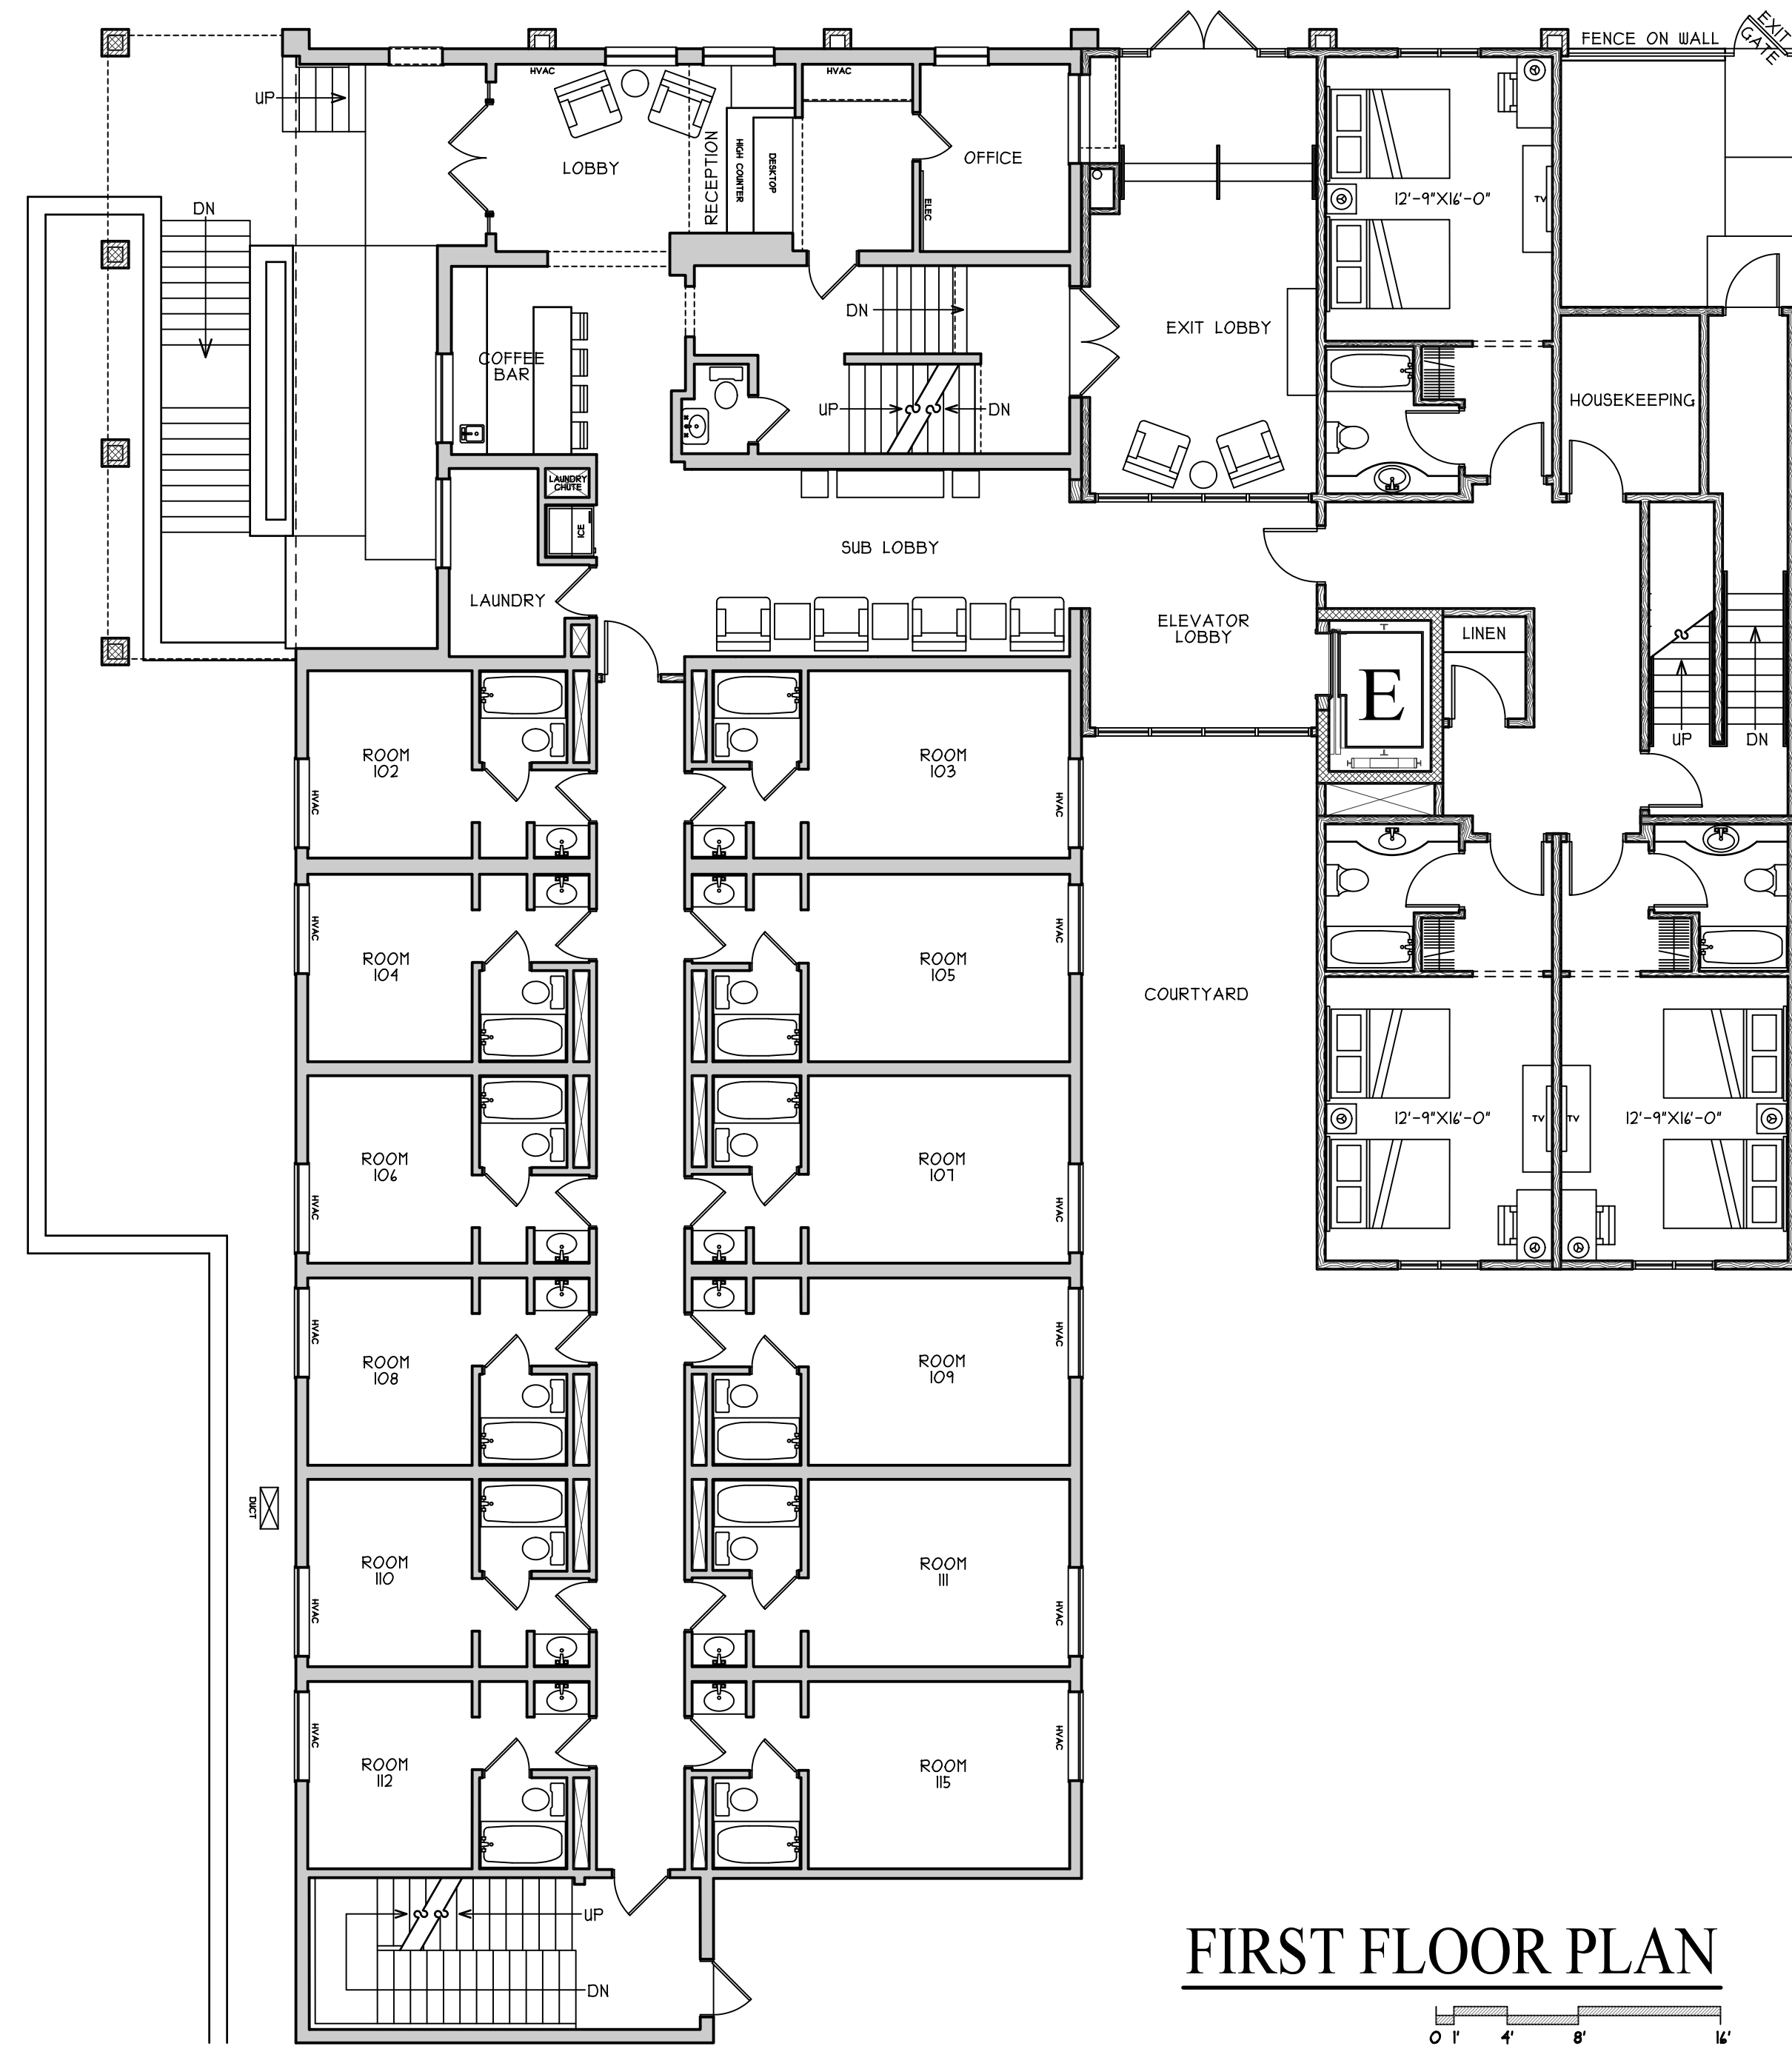 FENCE ON WALL
EXIT
GATE
UP
HVAC
HVAC
LOBBY
RECEPTION
HIGH COUNTER
DESKTOP
OFFICE
ELEC
12'-9"X16'-0"
TV
DN
DN
EXIT LOBBY
COFFEE
BAR
UP
DN
HOUSEKEEPING
LAUNDRY
CHUTE
ICE
SUB LOBBY
LAUNDRY
ELEVATOR
LOBBY
LINEN
E
UP
DN
ROOM
102
HVAC
ROOM
103
HVAC
ROOM
104
HVAC
ROOM
105
HVAC
COURTYARD
12'-9"X16'-0"
TV
TV
12'-9"X16'-0"
ROOM
106
HVAC
ROOM
107
HVAC
ROOM
108
HVAC
ROOM
109
HVAC
DUCT
ROOM
110
HVAC
ROOM
111
HVAC
ROOM
112
HVAC
ROOM
115
HVAC
UP
DN
FIRST FLOOR PLAN
0 1' 4' 8' 16'